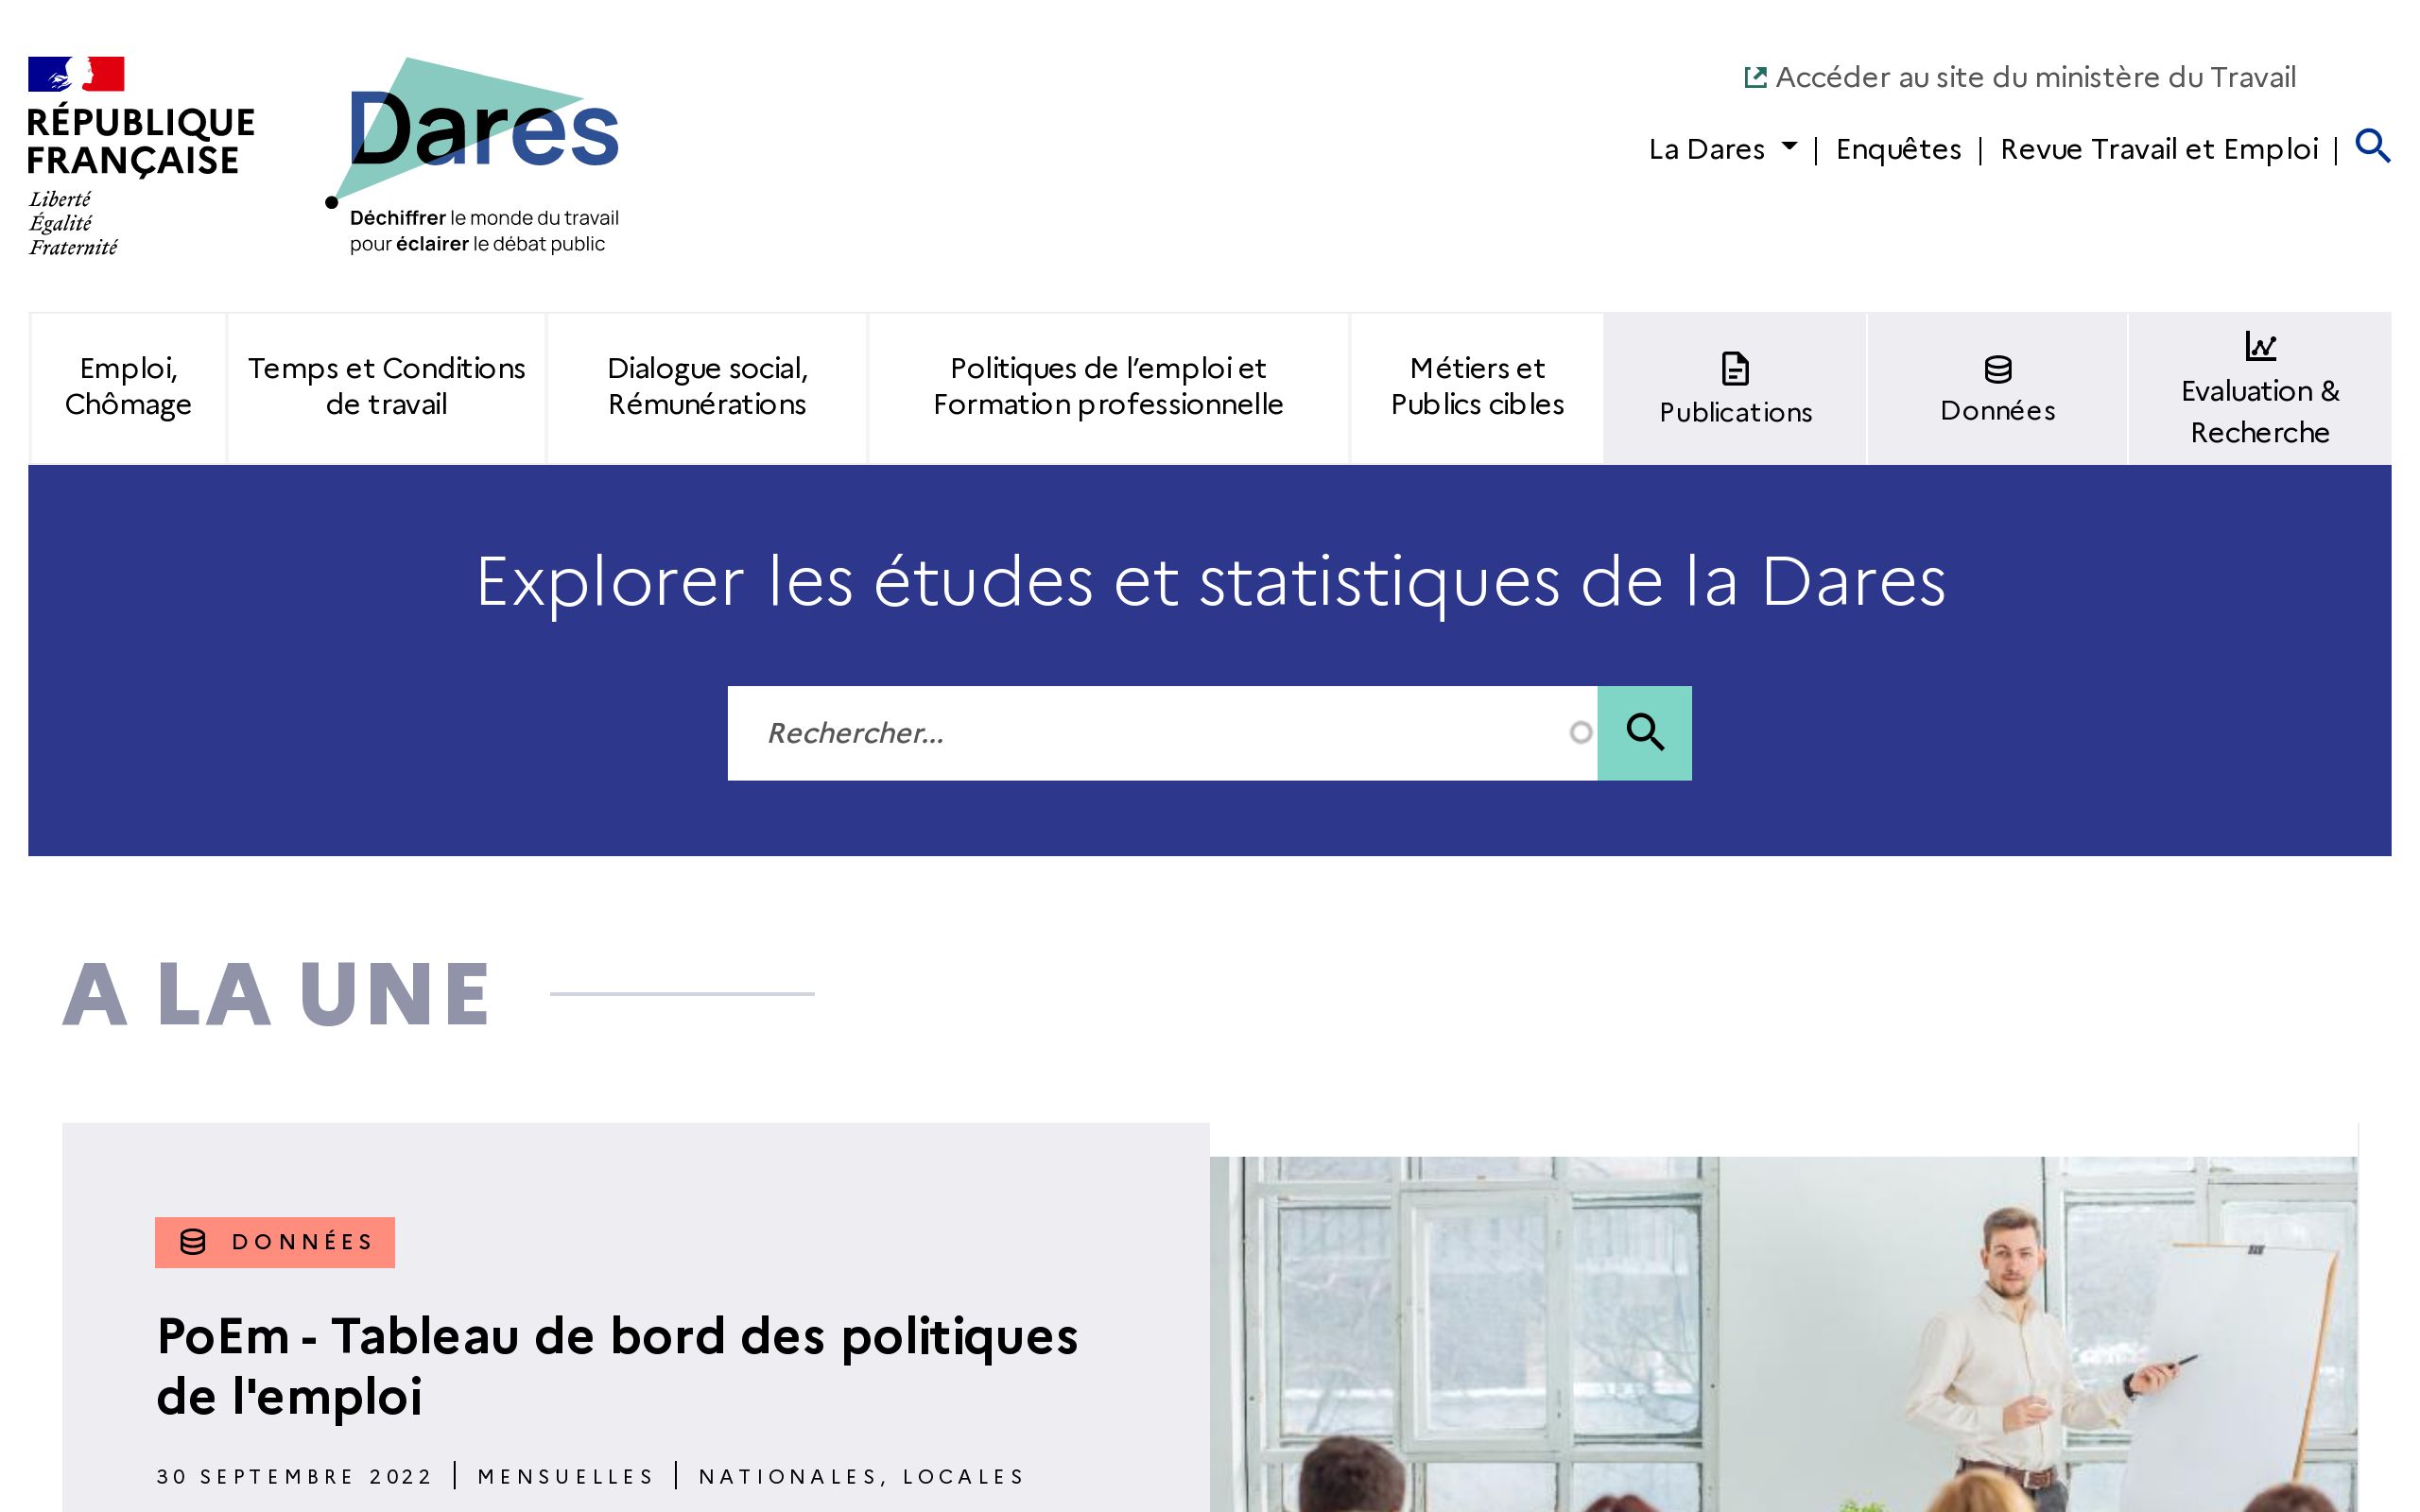 RÉPUBLIQUE
FRANÇAISE
Liberté
Égalité
Fraternité
Dares
Déchiffrer le monde du travail
pour éclairer le débat public
Accéder au site du ministère du Travail
La Dares | Enquêtes | Revue Travail et Emploi |
Emploi,
Chômage
Temps et Conditions
de travail
Dialogue social,
Rémunérations
Politiques de l’emploi et
Formation professionnelle
Métiers et
Publics cibles
Publications
Données
Evaluation &
Recherche
Explorer les études et statistiques de la Dares
Rechercher...
A LA UNE
DONNÉES
PoEm - Tableau de bord des politiques
de l'emploi
30 SEPTEMBRE 2022 | MENSUELLES | NATIONALES, LOCALES